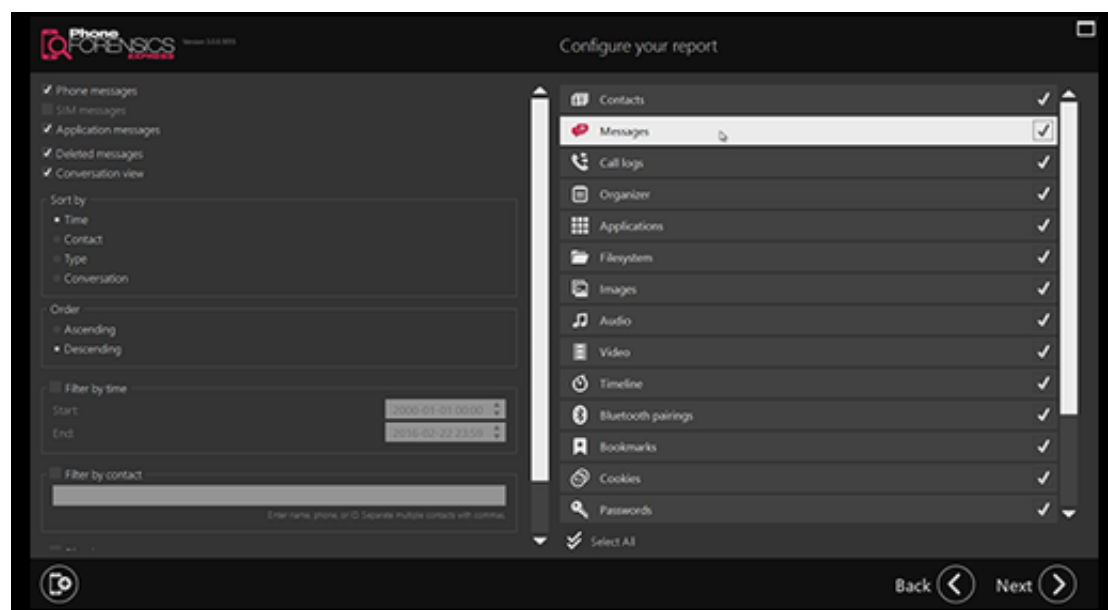 Phone
FORENSICS
EXPRESS
Configure your report
Phone messages
SIM messages
Application messages
Deleted messages
Conversation view
Sort by
Time
Contact
Type
Conversation
Order
Ascending
Descending
Filter by time
Start:
2000-01-01 00:00
End:
2016-02-22 23:59
Filter by contact
Enter name, phone, or ID. Separate multiple contacts with commas.
Contacts
Messages
Call logs
Organizer
Applications
Filesystem
Images
Audio
Video
Timeline
Bluetooth pairings
Bookmarks
Cookies
Passwords
Select All
Back
Next